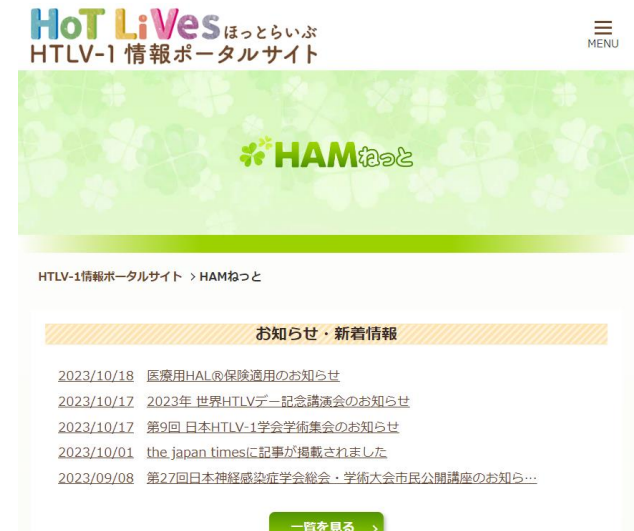 HoT LiVes ほっとらいぶ
HTLV-1 情報ポータルサイト
MENU
HAMねっと
HTLV-1情報ポータルサイト > HAMねっと
お知らせ・新着情報
2023/10/18 医療用HAL®保険適用のお知らせ
2023/10/17 2023年 世界HTLVデー記念講演会のお知らせ
2023/10/17 第9回 日本HTLV-1学会学術集会のお知らせ
2023/10/01 the japan timesに記事が掲載されました
2023/09/08 第27回日本神経感染症学会総会・学術大会市民公開講座のお知ら…
一覧を見る >